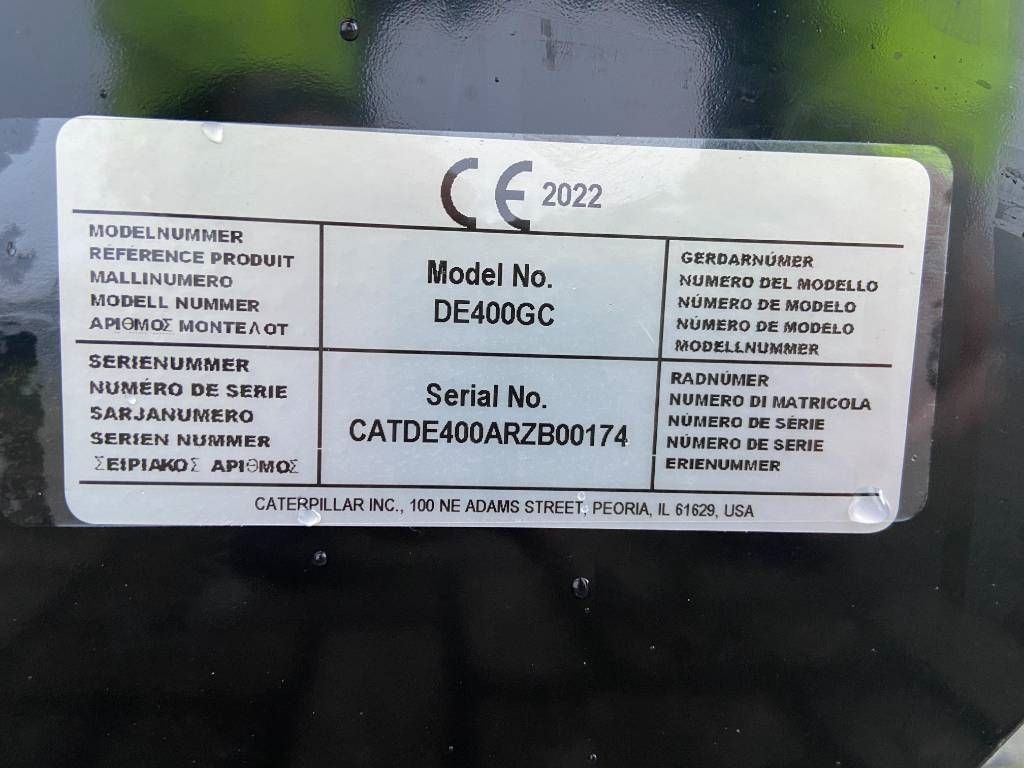 CE 2022
MODELNUMMER
RÉFÉRENCE PRODUIT
MALLINUMERO
MODELL NUMMER
ΑΡΙΘΜΟΣ ΜΟΝΤΕΛΟΤ
Model No.
DE400GC
GERDARNÚMER
NUMERO DEL MODELLO
NÚMERO DE MODELO
NÚMERO DE MODELO
MODELLNUMMER
SERIENUMMER
NUMÉRO DE SERIE
SARJANUMERO
SERIEN NUMMER
ΣΕΙΡΙΑΚΟΣ ΑΡΙΘΜΟΣ
Serial No.
CATDE400ARZB00174
RADNÚMER
NUMERO DI MATRICOLA
NÚMERO DE SÉRIE
NÚMERO DE SERIE
ERIENUMMER
CATERPILLAR INC., 100 NE ADAMS STREET, PEORIA, IL 61629, USA